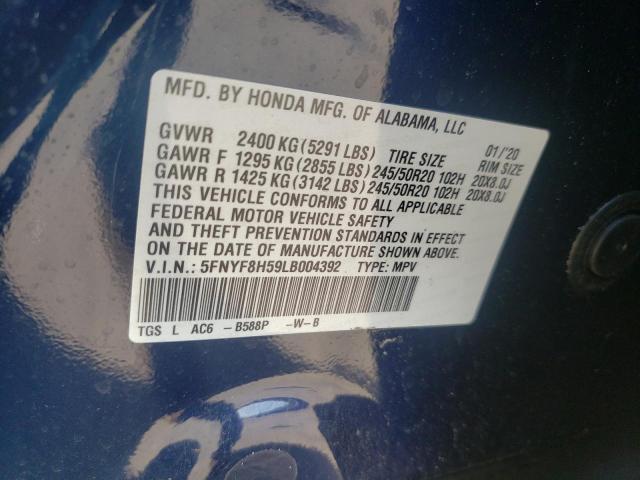 MFD. BY HONDA MFG. OF ALABAMA, LLC
GVWR 2400 KG (5291 LBS) TIRE SIZE 01/'20 RIM SIZE
GAWR F 1295 KG (2855 LBS) 245/50R20 102H 20X8.0J
GAWR R 1425 KG (3142 LBS) 245/50R20 102H 20X8.0J
THIS VEHICLE CONFORMS TO ALL APPLICABLE
FEDERAL MOTOR VEHICLE SAFETY
AND THEFT PREVENTION STANDARDS IN EFFECT
ON THE DATE OF MANUFACTURE SHOWN ABOVE.
V.I.N.: 5FNYF8H59LB004392 TYPE: MPV
TGS L AC6 - B588P -W-B